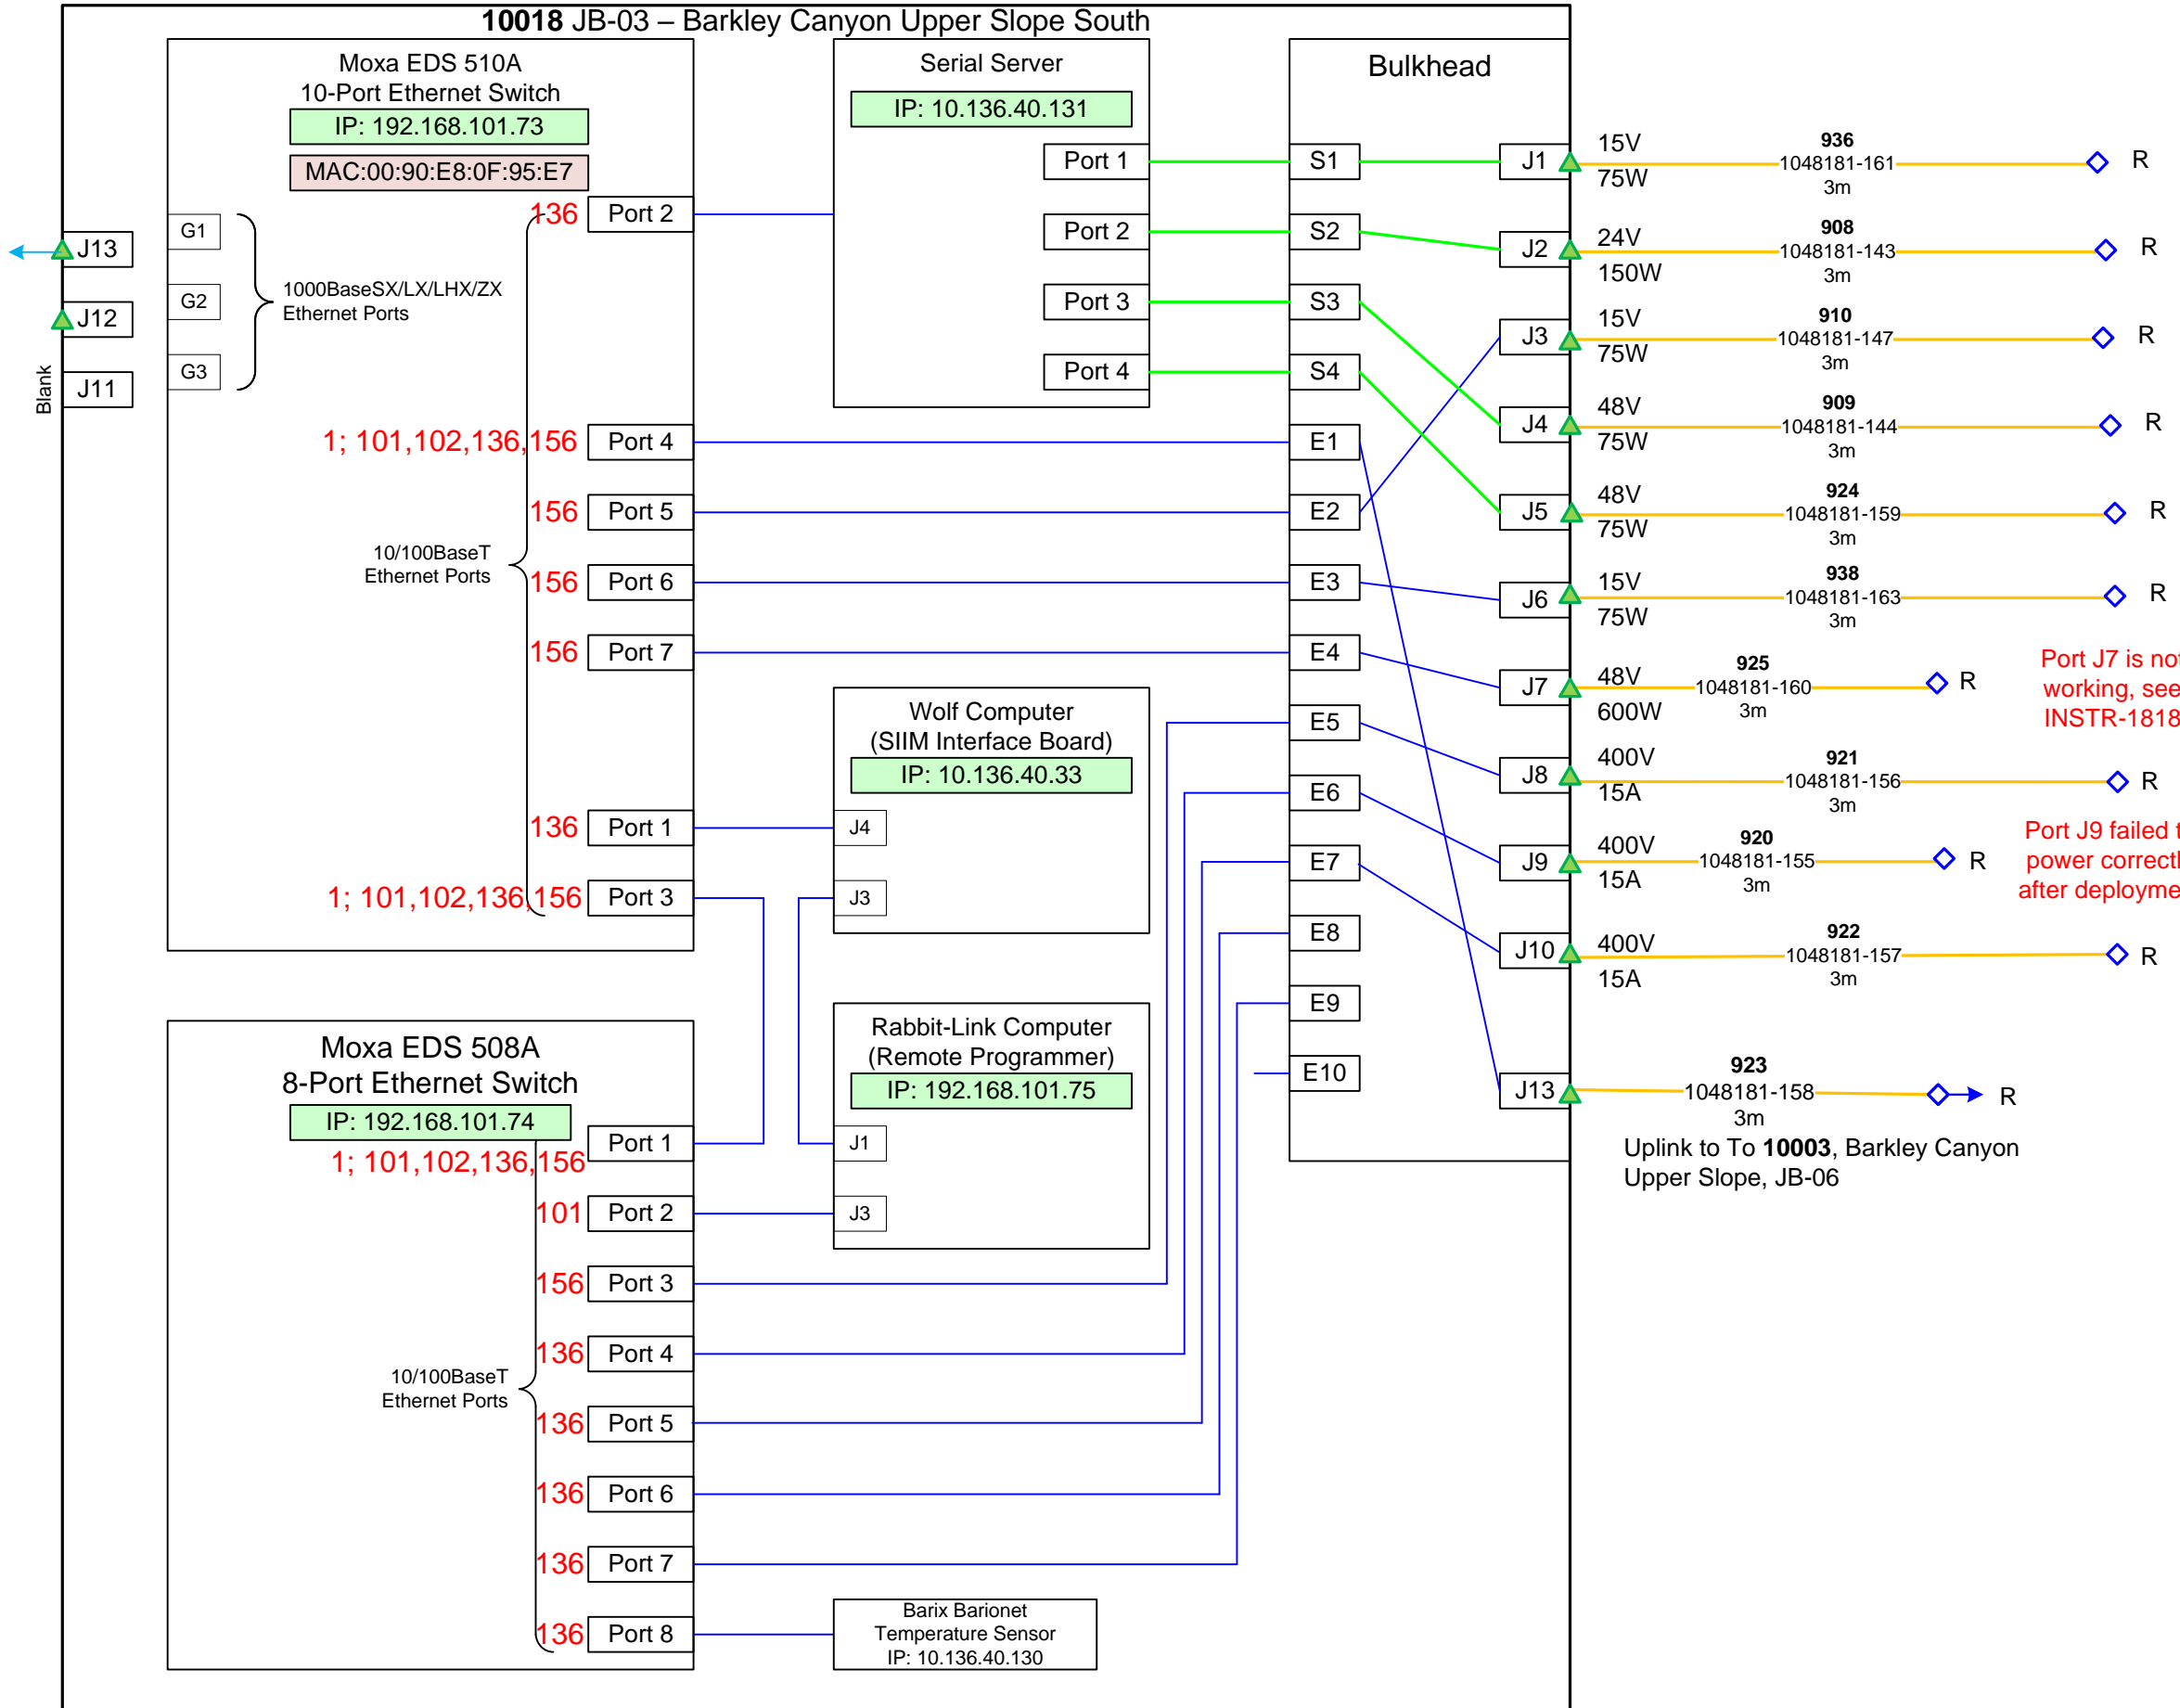 10018 JB-03 – Barkley Canyon Upper Slope South
Moxa EDS 510A
10-Port Ethernet Switch
IP: 192.168.101.73
MAC:00:90:E8:0F:95:E7
136 Port 2
J13
J12
J11
Blank
G1
G2
G3
1000BaseSX/LX/LHX/ZX
Ethernet Ports
1; 101,102,136,156 Port 4
156 Port 5
156 Port 6
156 Port 7
10/100BaseT
Ethernet Ports
136 Port 1
1; 101,102,136,156 Port 3
Moxa EDS 508A
8-Port Ethernet Switch
IP: 192.168.101.74
Port 1
1; 101,102,136,156
101 Port 2
156 Port 3
136 Port 4
136 Port 5
136 Port 6
136 Port 7
136 Port 8
10/100BaseT
Ethernet Ports
Serial Server
IP: 10.136.40.131
Port 1
Port 2
Port 3
Port 4
Wolf Computer
(SIIM Interface Board)
IP: 10.136.40.33
J4
J3
Rabbit-Link Computer
(Remote Programmer)
IP: 192.168.101.75
J1
J3
Barix Barionet
Temperature Sensor
IP: 10.136.40.130
Bulkhead
S1
S2
S3
S4
E1
E2
E3
E4
E5
E6
E7
E8
E9
E10
J1
J2
J3
J4
J5
J6
J7
J8
J9
J10
J13
15V
75W
936
1048181-161
3m
R
24V
150W
908
1048181-143
3m
R
15V
75W
910
1048181-147
3m
R
48V
75W
909
1048181-144
3m
R
48V
75W
924
1048181-159
3m
R
15V
75W
938
1048181-163
3m
R
48V
600W
925
1048181-160
3m
R
Port J7 is not
working, see
INSTR-1818
400V
15A
921
1048181-156
3m
R
400V
15A
920
1048181-155
3m
R
Port J9 failed
power
after
400V
15A
922
1048181-157
3m
R
923
1048181-158
3m
R
Uplink to To 10003, Barkley Canyon
Upper Slope, JB-06